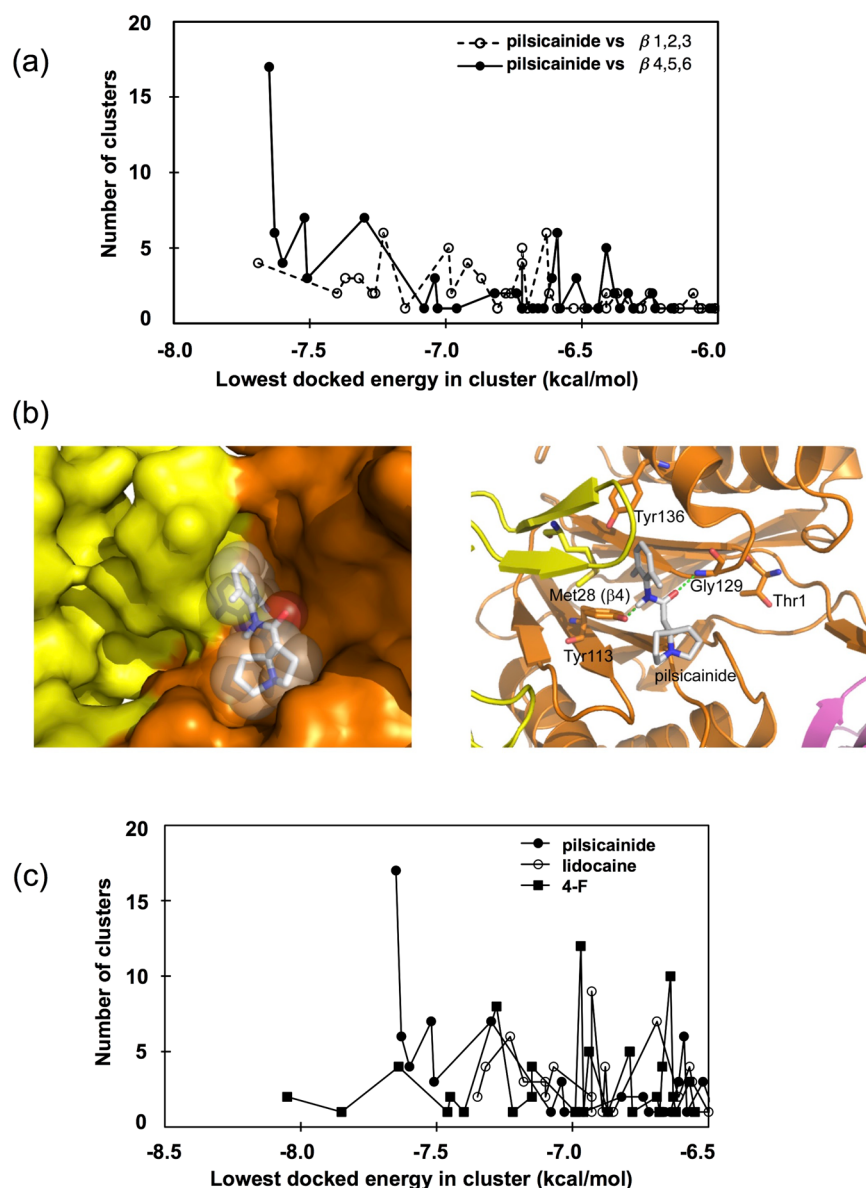 (a)
20
15
10
5
0
Number of clusters
pilsicainide vs β 1,2,3
pilsicainide vs β 4,5,6
-8.0 -7.5 -7.0 -6.5 -6.0
Lowest docked energy in cluster (kcal/mol)
(b)
Tyr136
Met28 (β4)
Gly129
Thr1
Tyr113
pilsicainide
(c)
20
15
10
5
0
Number of clusters
pilsicainide
lidocaine
4-F
-8.5 -8.0 -7.5 -7.0 -6.5
Lowest docked energy in cluster (kcal/mol)